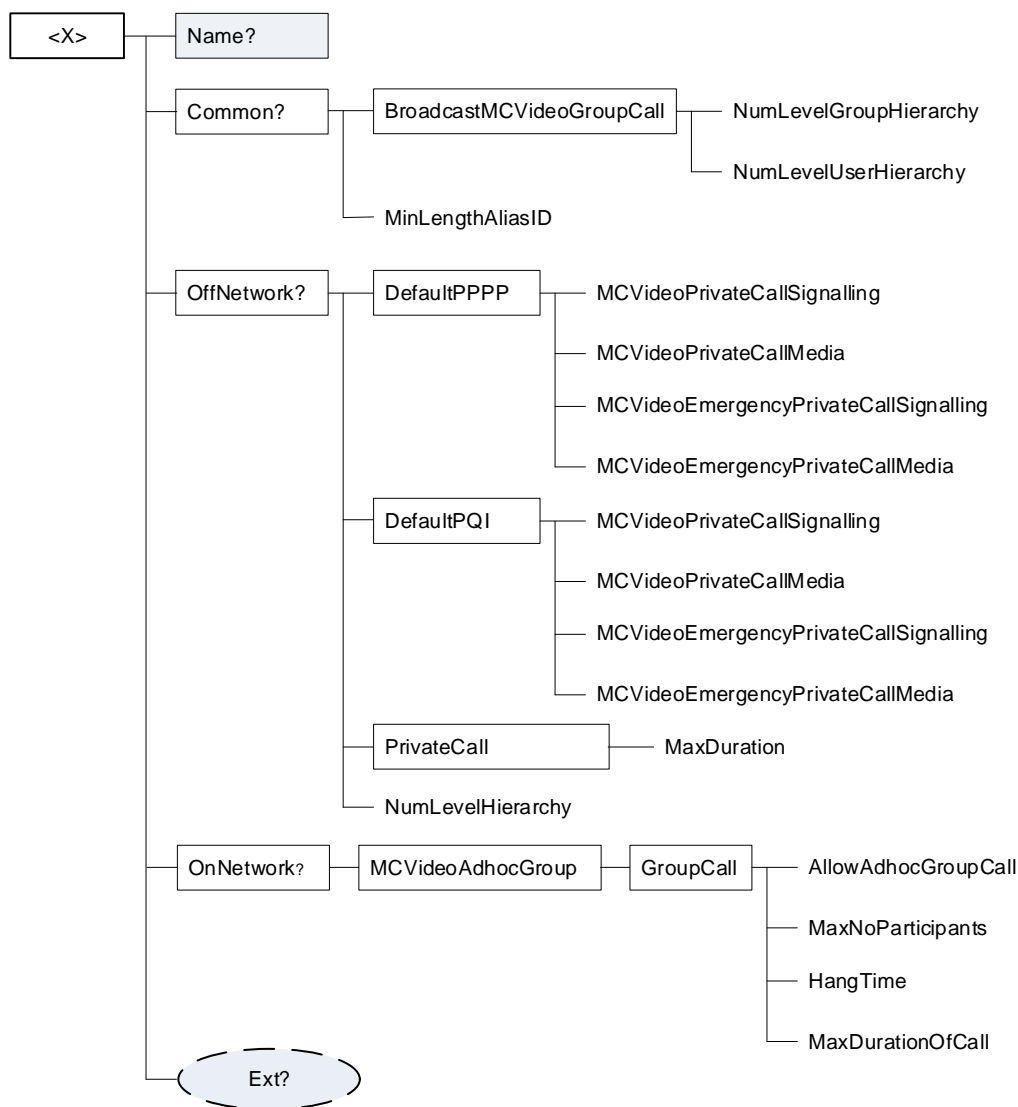 <X>
Name?
Common?
BroadcastMCVideoGroupCall
NumLevelGroupHierarchy
NumLevelUserHierarchy
MinLengthAliasID
OffNetwork?
DefaultPPPP
MCVideoPrivateCallSignalling
MCVideoPrivateCallMedia
MCVideoEmergencyPrivateCallSignalling
MCVideoEmergencyPrivateCallMedia
DefaultPQI
MCVideoPrivateCallSignalling
MCVideoPrivateCallMedia
MCVideoEmergencyPrivateCallSignalling
MCVideoEmergencyPrivateCallMedia
PrivateCall
MaxDuration
NumLevelHierarchy
OnNetwork?
MCVideoAdhocGroup
GroupCall
AllowAdhocGroupCall
MaxNoParticipants
HangTime
MaxDurationOfCall
Ext?